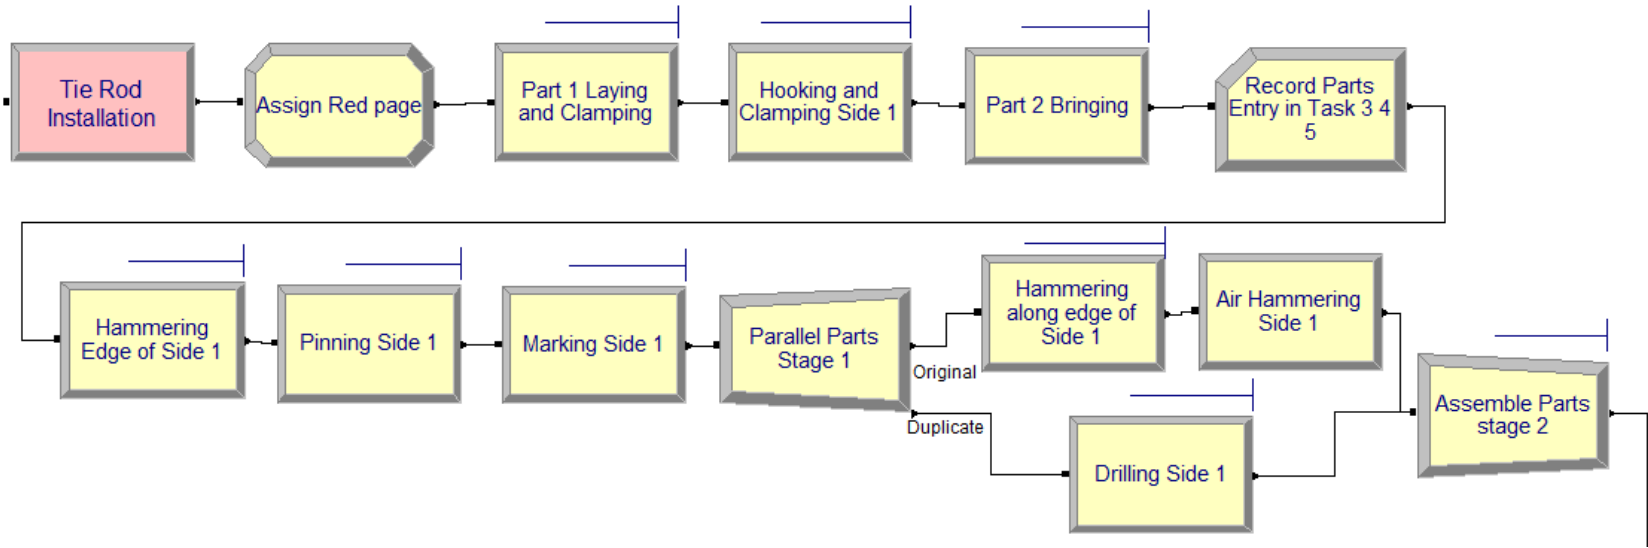 Tie Rod
Installation
Assign Red page
Part 1 Laying
and Clamping
Hooking and
Clamping Side 1
Part 2 Bringing
Record Parts
Entry in Task 3 4
5
Hammering
Edge of Side 1
Pinning Side 1
Marking Side 1
Parallel Parts
Stage 1
Original
Duplicate
Hammering
along edge of
Side 1
Air Hammering
Side 1
Drilling Side 1
Assemble Parts
stage 2